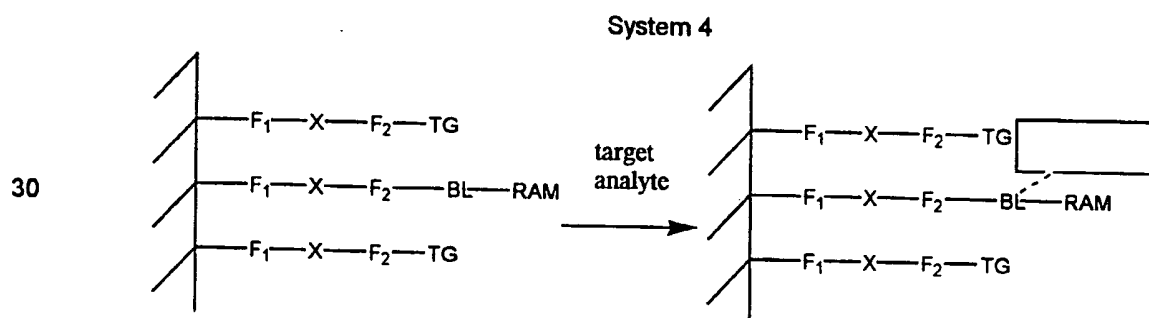 System 4
F₁—X—F₂—TG
F₁—X—F₂—TG
target
analyte
30
F₁—X—F₂—BL—RAM
F₁—X—F₂—BL—RAM
F₁—X—F₂—TG
F₁—X—F₂—TG